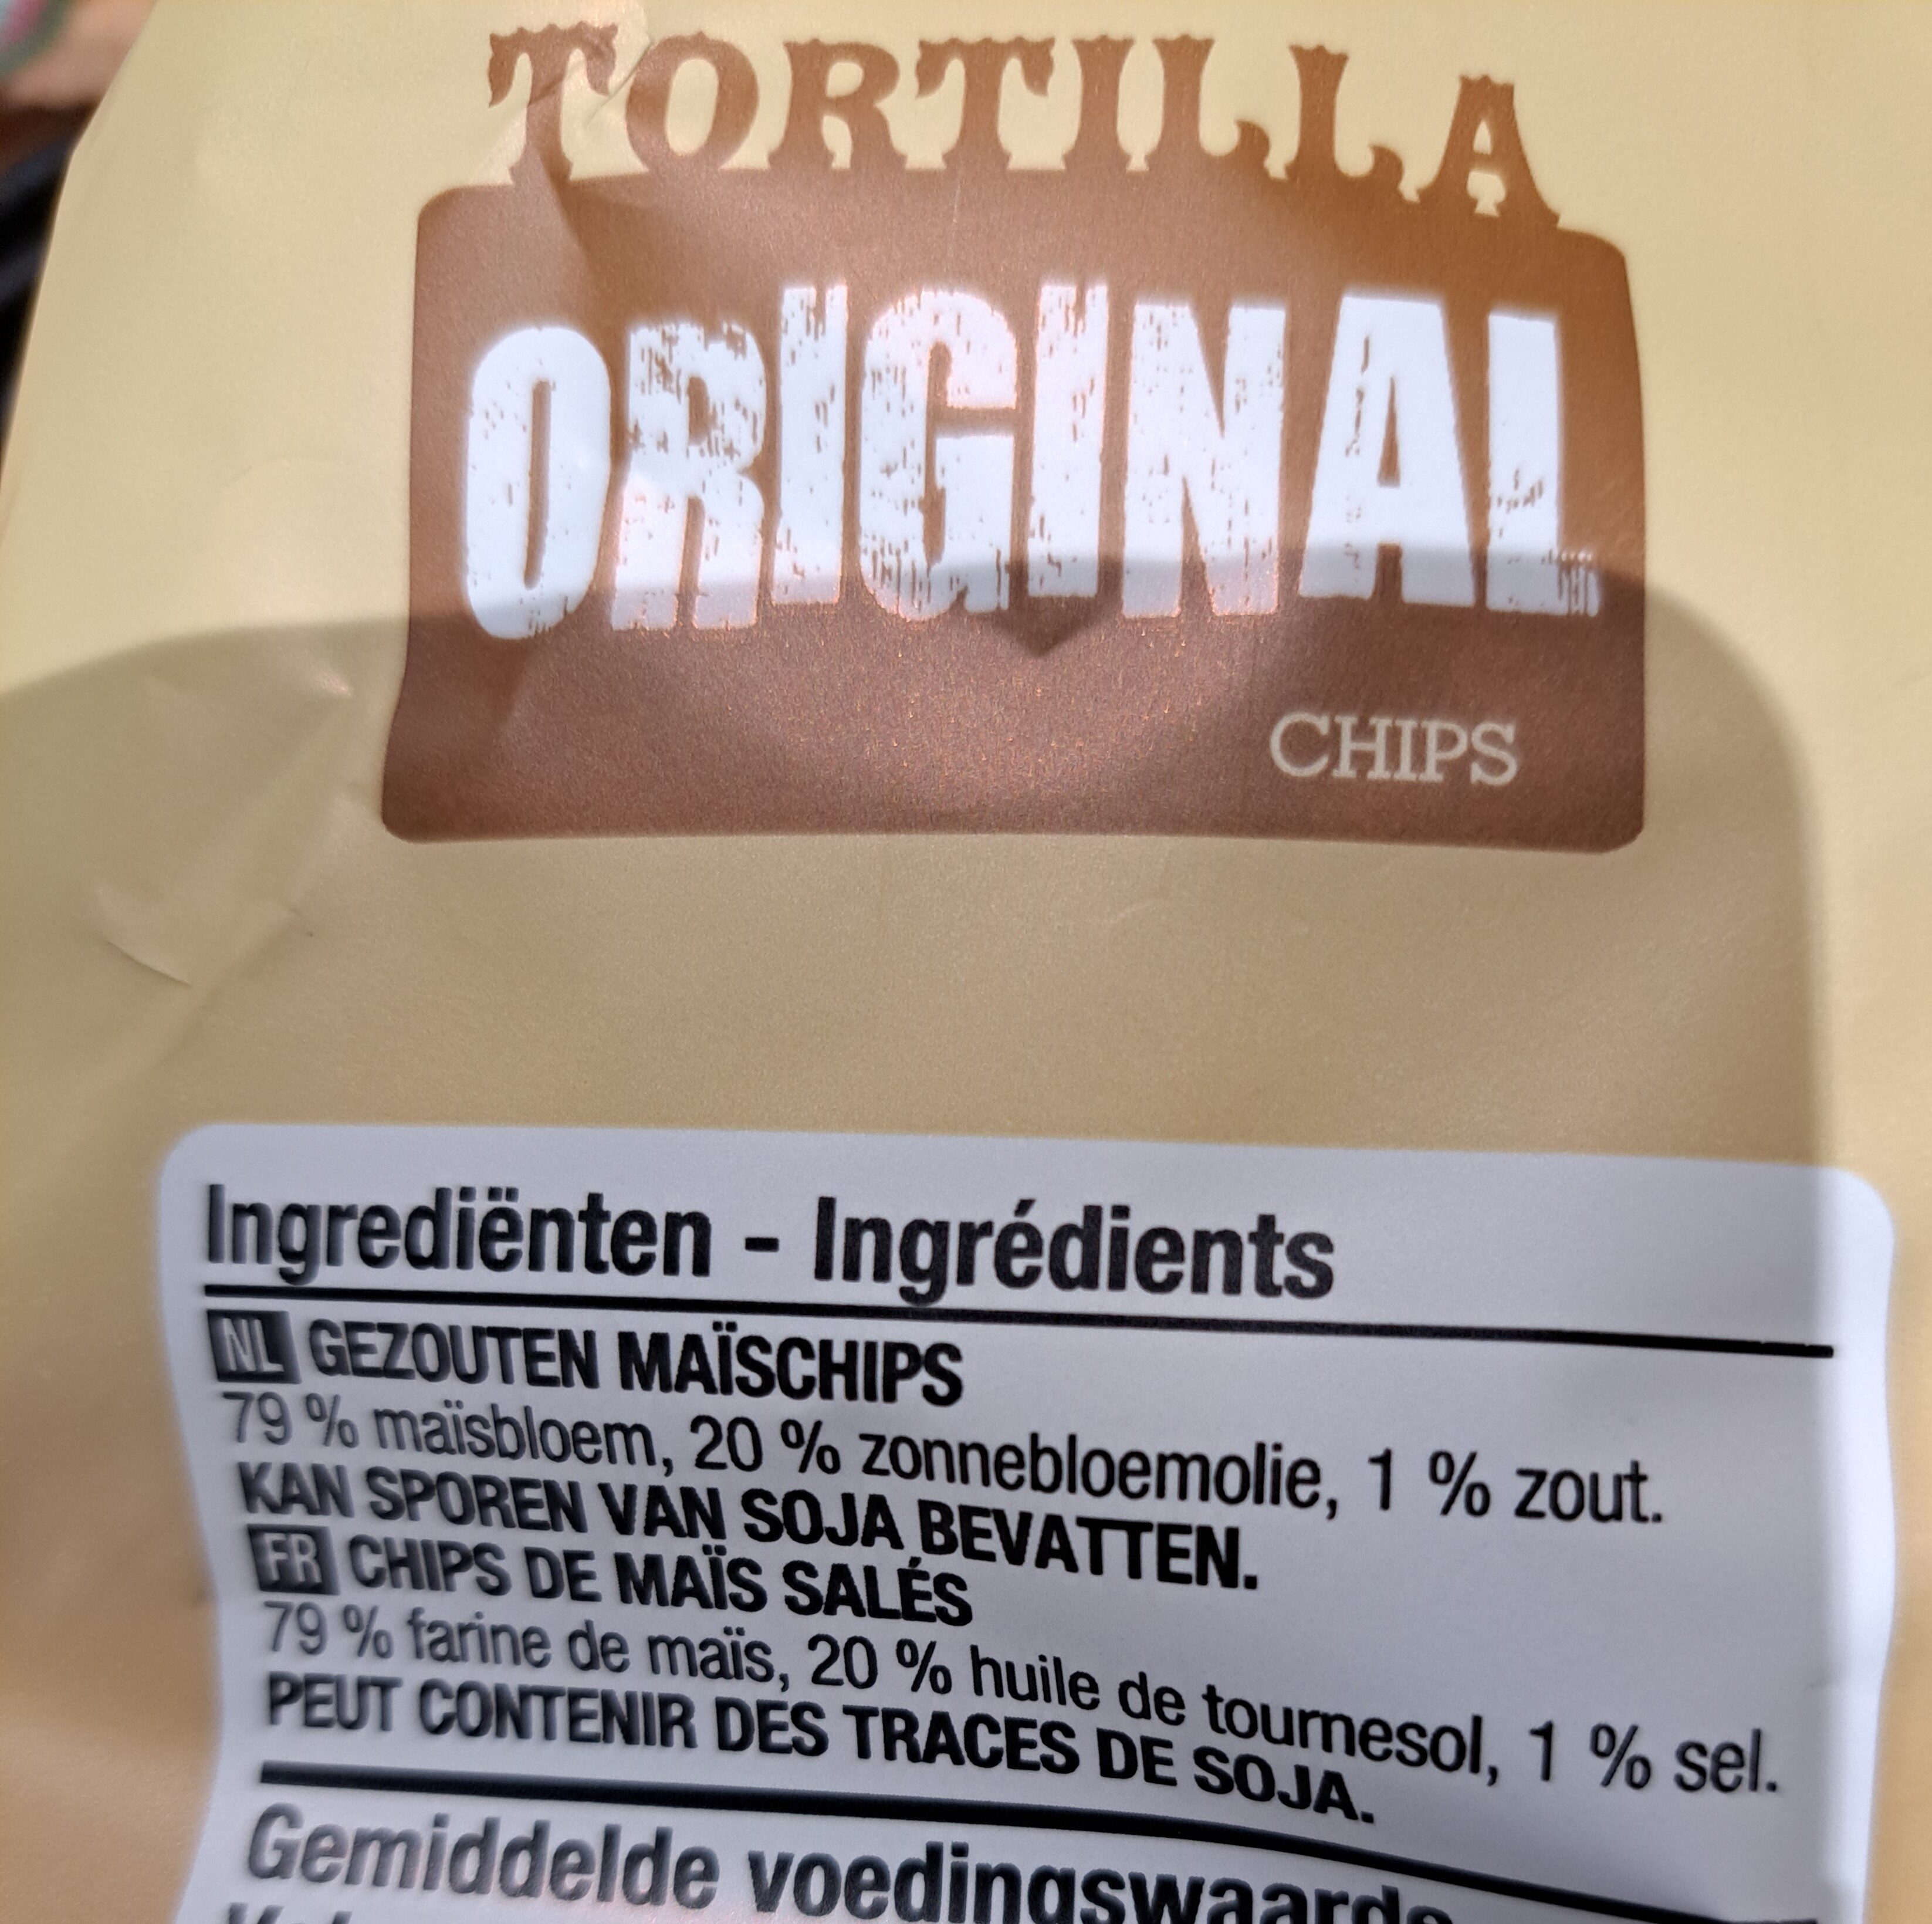 TORTILLA
ORIGINAL
CHIPS
Ingrediënten - Ingrédients
NL GEZOUTEN MAÏSCHIPS
79 % maïsbloem, 20 % zonnebloemolie, 1 % zout.
KAN SPOREN VAN SOJA BEVATTEN.
FR CHIPS DE MAÏS SALÉS
79 % farine de maïs, 20 % huile de tournesol, 1 % sel.
PEUT CONTENIR DES TRACES DE SOJA.
Gemiddelde voedingswaarde